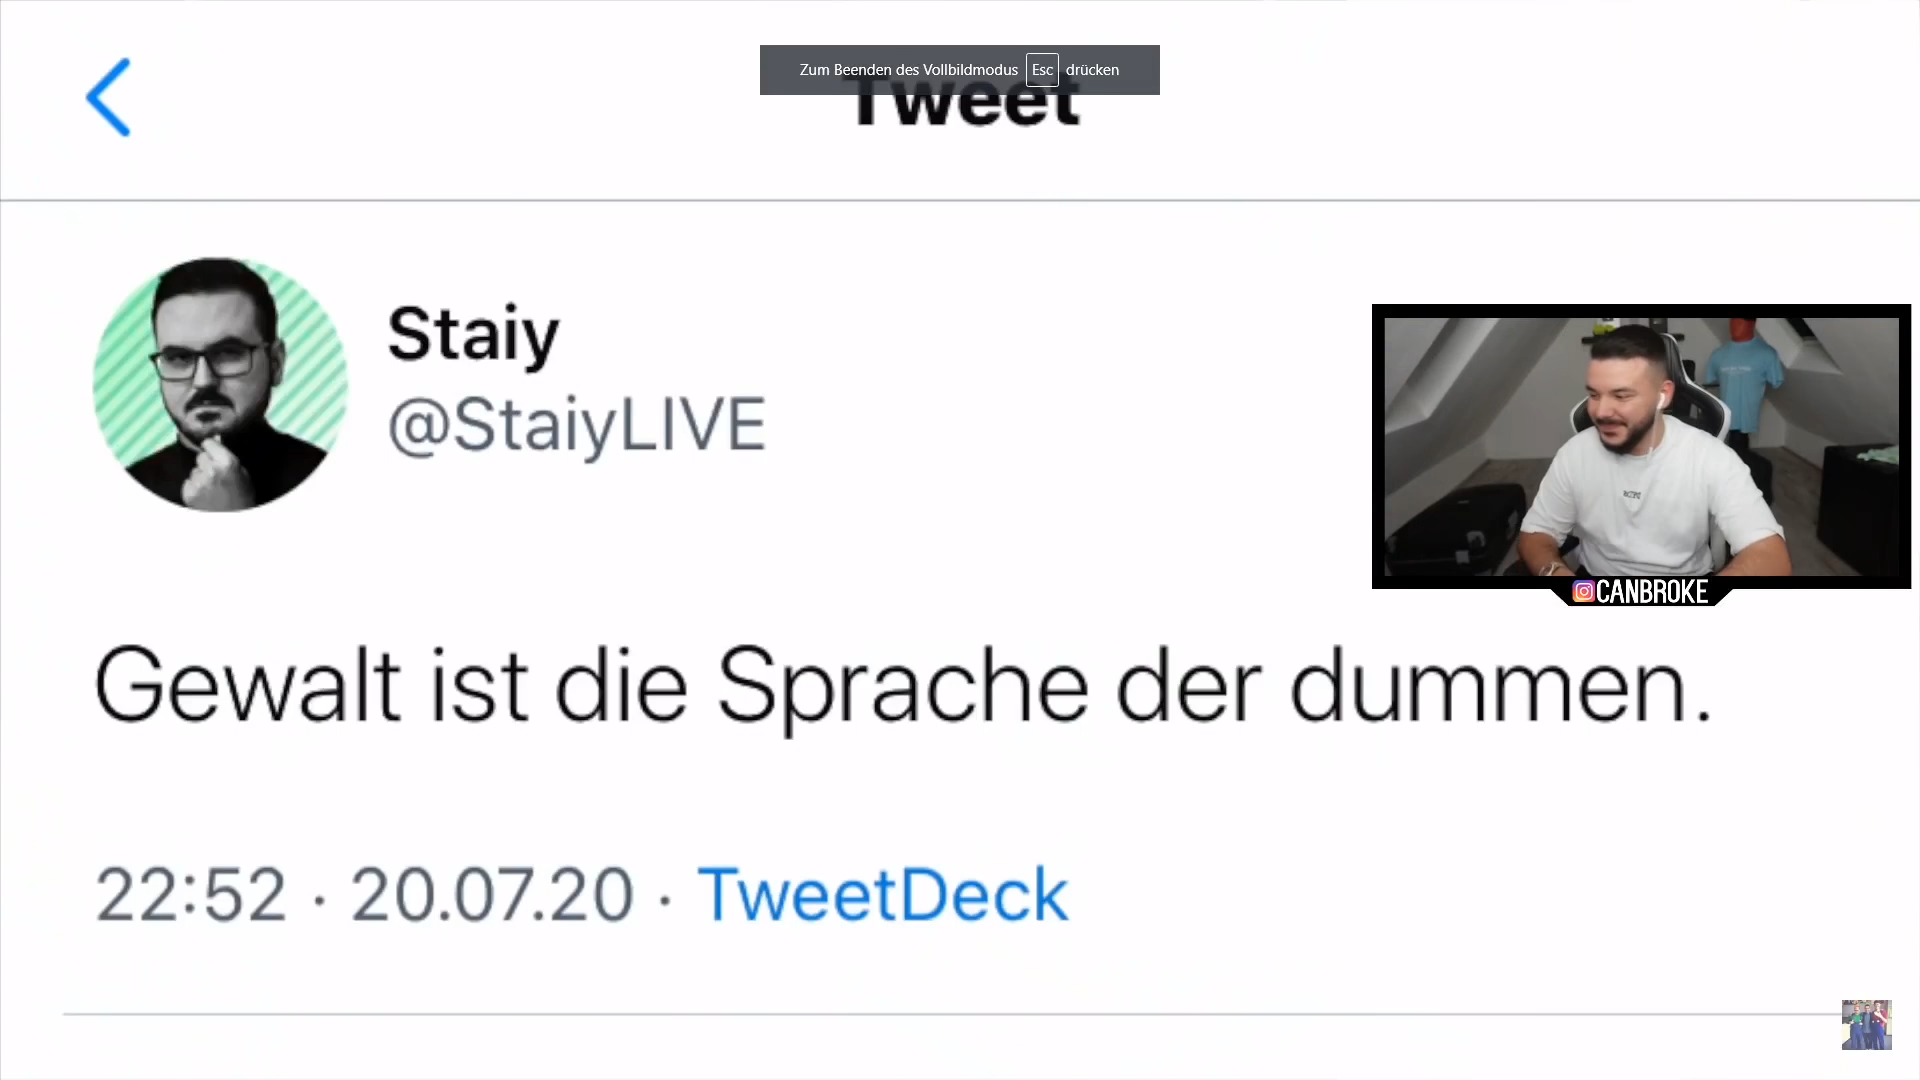 Zum Beenden des Vollbildmodus Esc drücken
Tweet
Staiy
@StaiyLIVE
CANBROKE
Gewalt ist die Sprache der dummen.
22:52 · 20.07.20 · TweetDeck